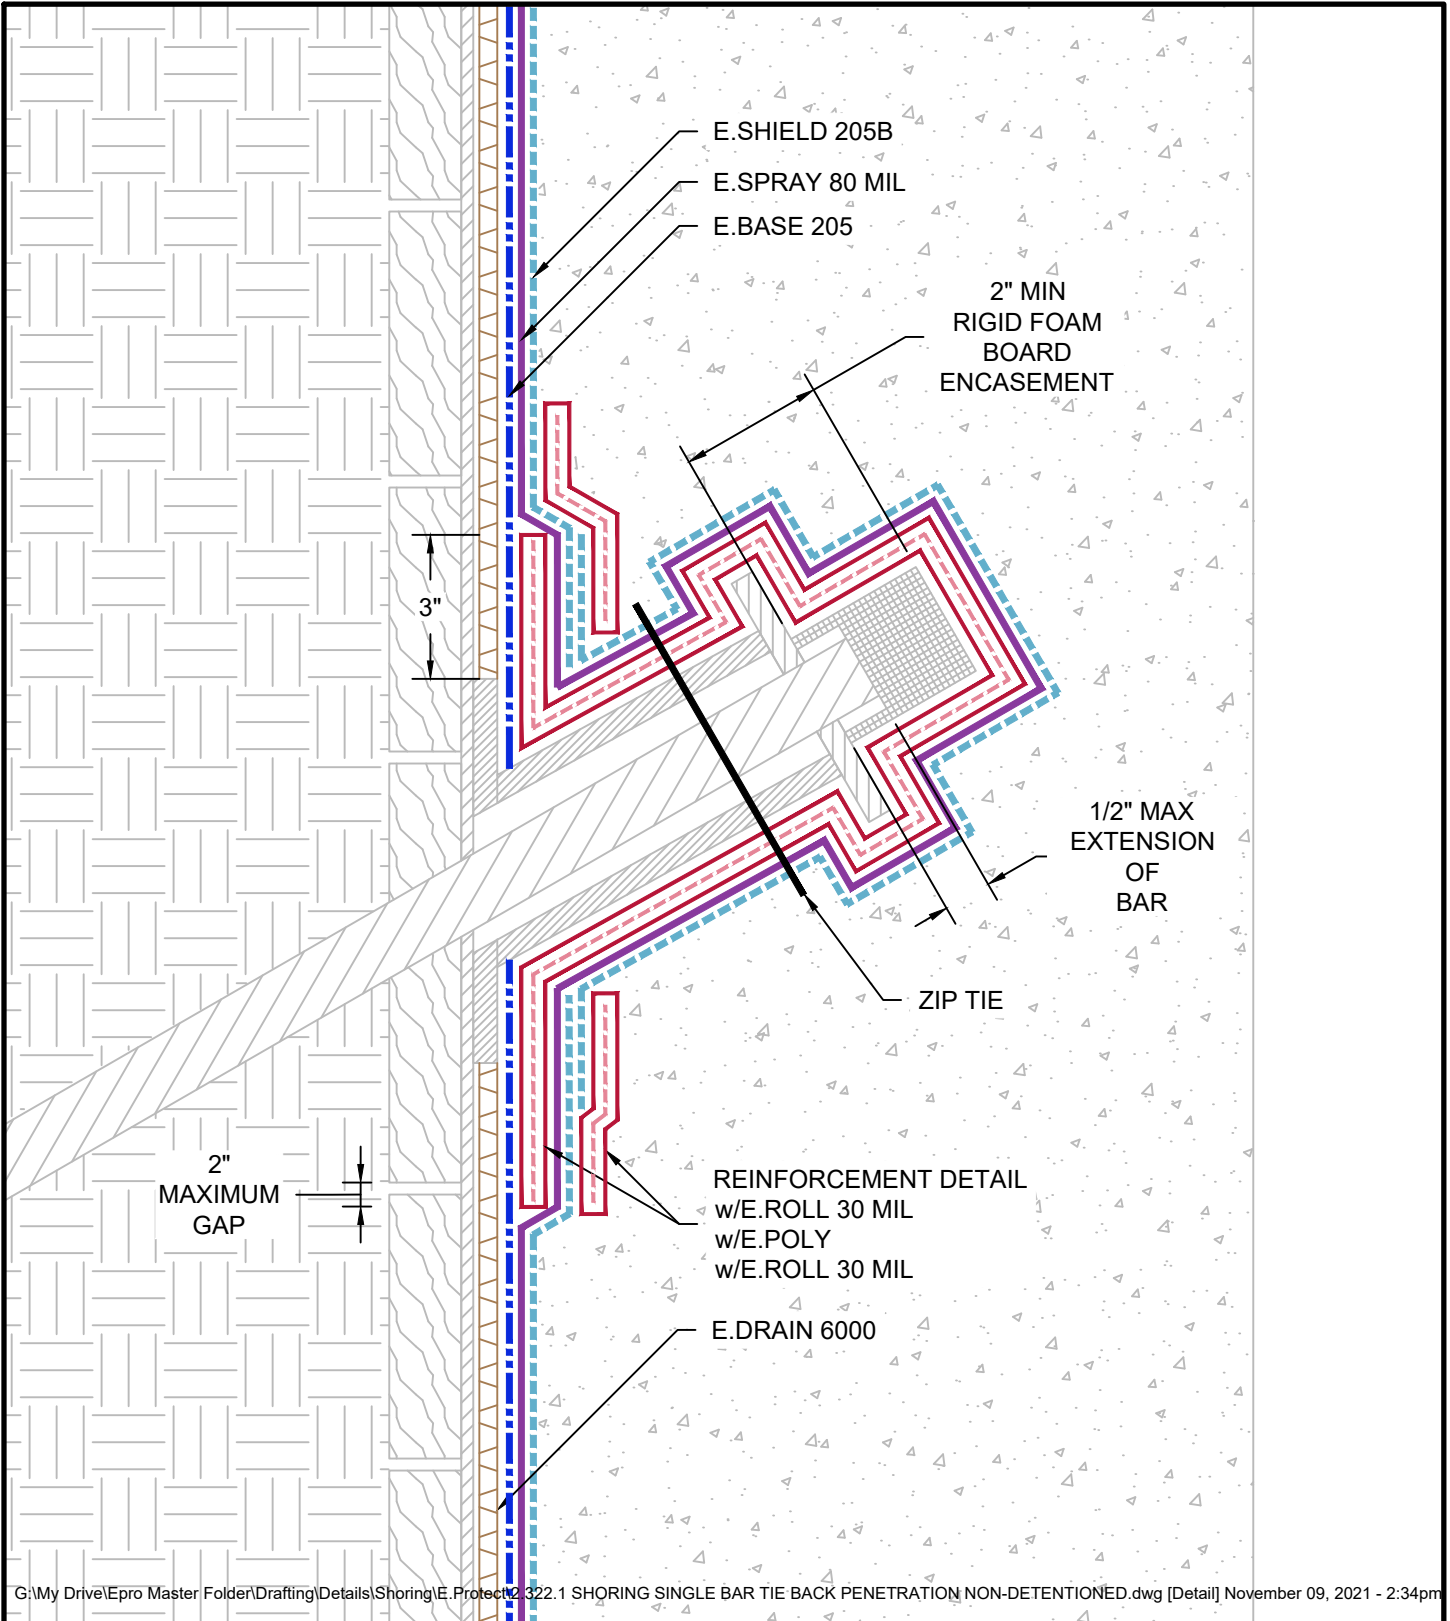 E.SHIELD 205B
E.SPRAY 80 MIL
E.BASE 205
2" MIN
RIGID FOAM
BOARD
ENCASEMENT
3"
1/2" MAX
EXTENSION
OF
BAR
ZIP TIE
2"
MAXIMUM
GAP
REINFORCEMENT DETAIL
w/E.ROLL 30 MIL
w/E.POLY
w/E.ROLL 30 MIL
E.DRAIN 6000
G:\My Drive\Epro Master Folder\Drafting\Details\Shoring\E.Protect\2.322.1 SHORING SINGLE BAR TIE BACK PENETRATION NON-DETENTIONED.dwg [Detail] November 09, 2021 - 2:34pm